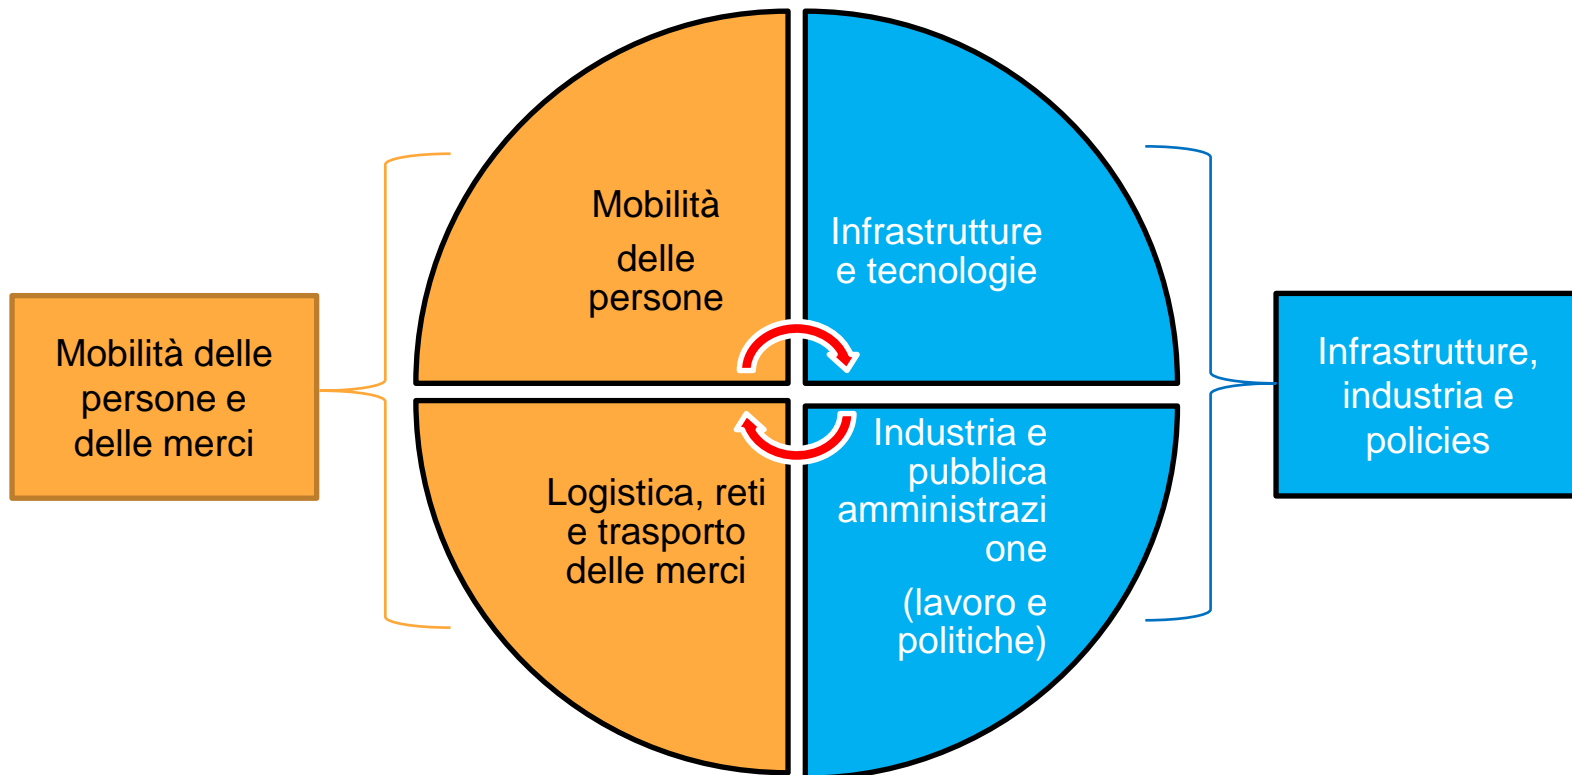 Mobilità
delle
persone
Infrastrutture
e tecnologie
Mobilità delle
persone e
delle merci
Infrastrutture,
industria e
policies
Logistica, reti
e trasporto
delle merci
Industria e
pubblica
amministrazi
one
(lavoro e
politiche)